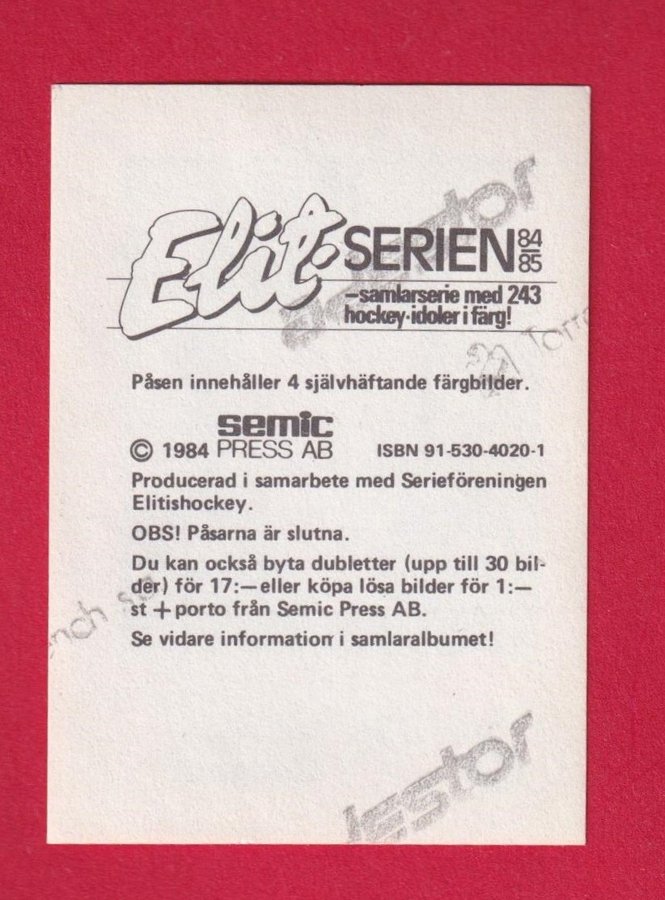 Elit-SERIEN 84/85
–samlarserie med 243
hockey-idoler i färg!
Påsen innehåller 4 självhäftande färgbilder.
semic
© 1984 PRESS AB ISBN 91-530-4020-1
Producerad i samarbete med Serieföreningen
Elitishockey.
OBS! Påsarna är slutna.
Du kan också byta dubletter (upp till 30 bil-
der) för 17:— eller köpa lösa bilder för 1:—
st + porto från Semic Press AB.
Se vidare information i samlaralbumet!